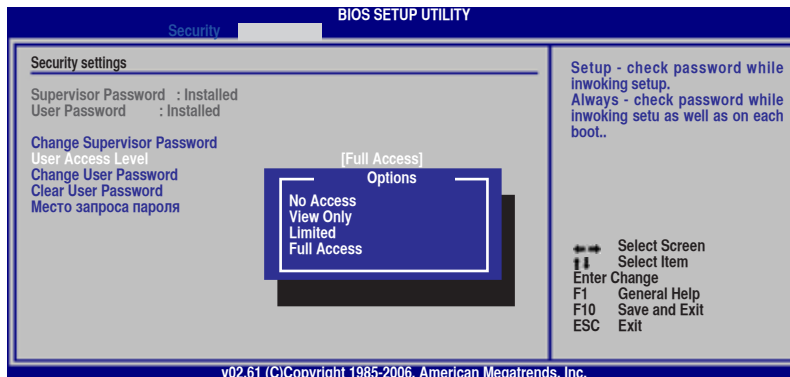 BIOS SETUP UTILITY
Security
Security settings
Supervisor Password : Installed
User Password : Installed
Change Supervisor Password
User Access Level [Full Access]
Change User Password
Clear User Password
Место запроса пароля
Options
No Access
View Only
Limited
Full Access
Setup - check password while
inwoking setup.
Always - check password while
inwoking setu as well as on each
boot..
Select Screen
Select Item
Enter Change
F1 General Help
F10 Save and Exit
ESC Exit
v02.61 (C)Copyright 1985-2006, American Megatrends, Inc.